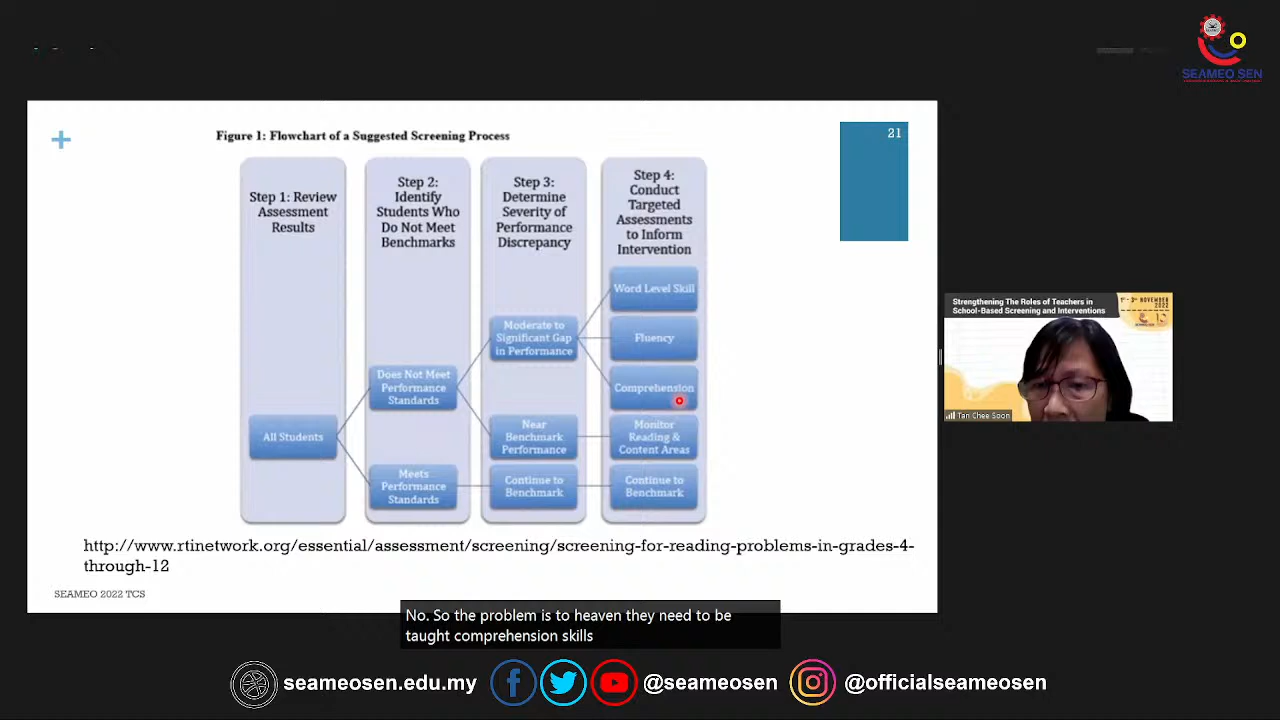 SEAMEO SEN
+
21
Figure 1: Flowchart of a Suggested Screening Process
Step 1: Review
Assessment
Results
Step 2:
Identify
Students Who
Do Not Meet
Benchmarks
Step 3:
Determine
Severity of
Performance
Discrepancy
Step 4:
Conduct
Targeted
Assessments
to Inform
Intervention
All Students
Does Not Meet
Performance
Standards
Meets
Performance
Standards
Moderate to
Significant Gap
in Performance
Near
Benchmark
Performance
Continue to
Benchmark
Word Level Skill
Fluency
Comprehension
Monitor
Reading &
Content Areas
Continue to
Benchmark
http://www.rtinetwork.org/essential/assessment/screening/screening-for-reading-problems-in-grades-4-
through-12
SEAMEO 2022 TCS
Strengthening The Roles of Teachers in
School-Based Screening and Interventions
1st - 3rd NOVEMBER
2022
Tan Chee Soon
No. So the problem is to heaven they need to be
taught comprehension skills
seameosen.edu.my
@seameosen
@officialseameosen